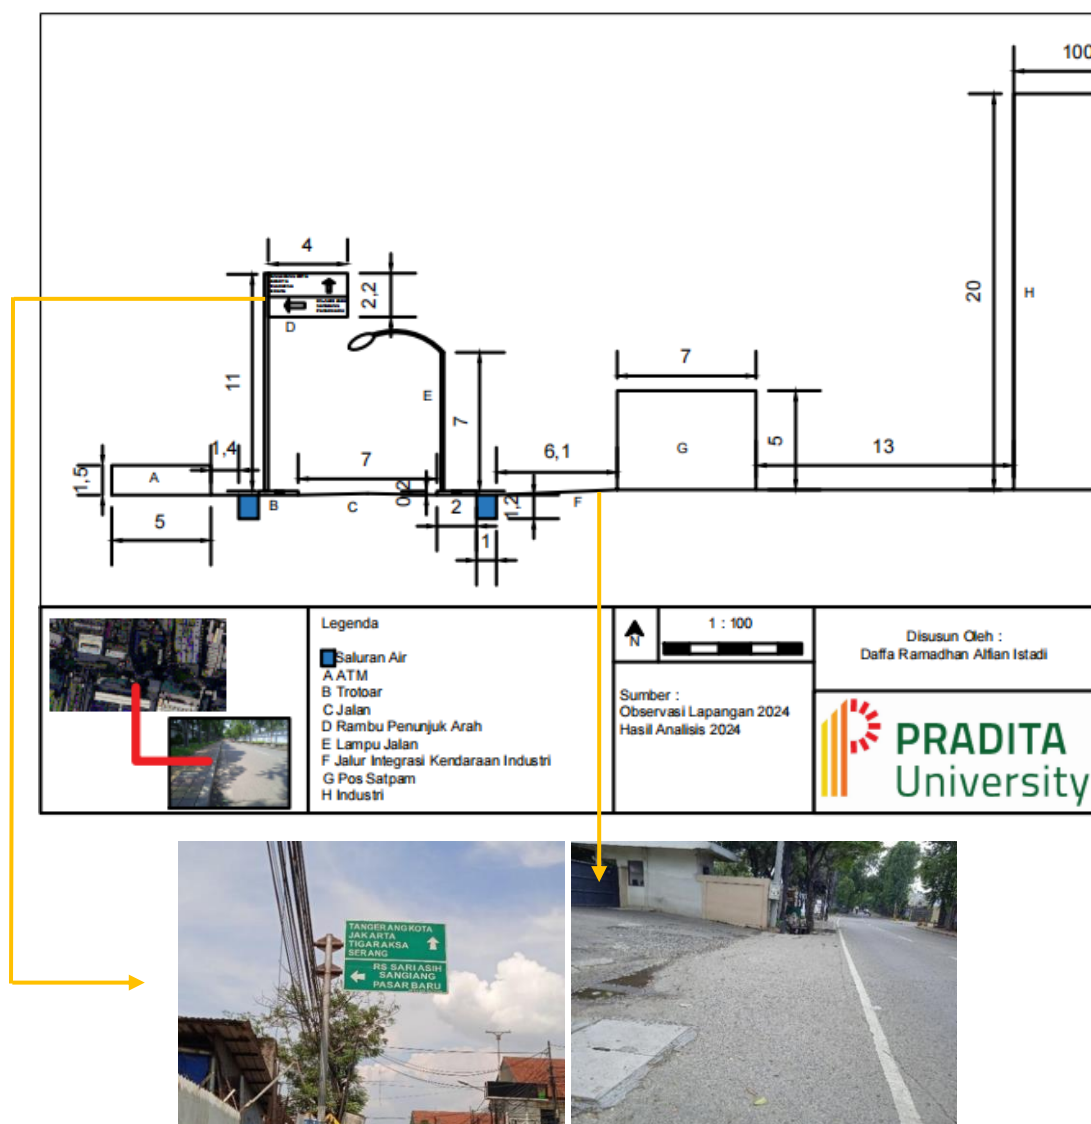 100
4
20
H
2,2
D
11
7
E
7
7
5
6,1
13
G
1,4
1,5
A
B
C
0,2
2
1,2
F
5
1
Legenda
Saluran Air
A ATM
B Trotoar
C Jalan
D Rambu Penunjuk Arah
E Lampu Jalan
F Jalur Integrasi Kendaraan Industri
G Pos Satpam
H Industri
N
1 : 100
Sumber :
Observasi Lapangan 2024
Hasil Analisis 2024
Disusun Oleh :
Daffa Ramadhan Alfian Istadi
PRADITA
University
TANGERANG KOTA
JAKARTA
TIGARAKSA
SERANG
RS SARI ASIH
SANGIANG
PASAR BARU